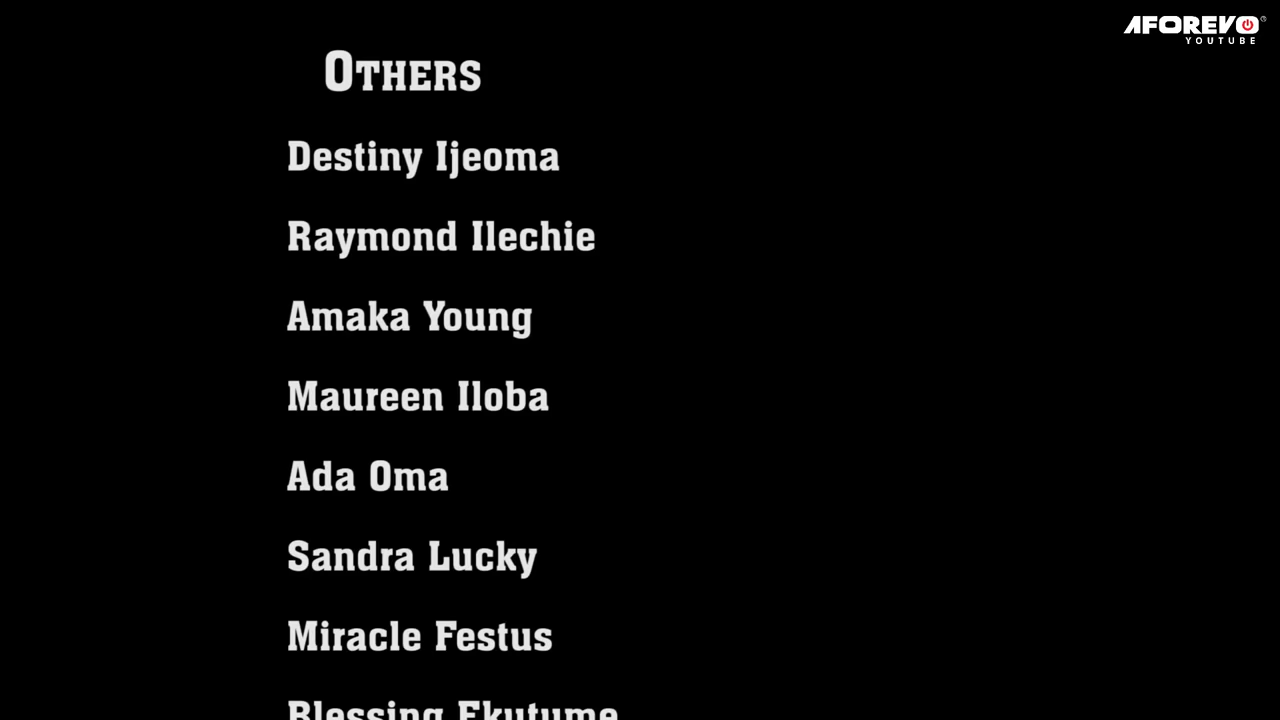 AFOREVO
YOUTUBE
Others
Destiny Ijeoma
Raymond Ilechie
Amaka Young
Maureen Iloba
Ada Oma
Sandra Lucky
Miracle Festus
Blessing Ekutume